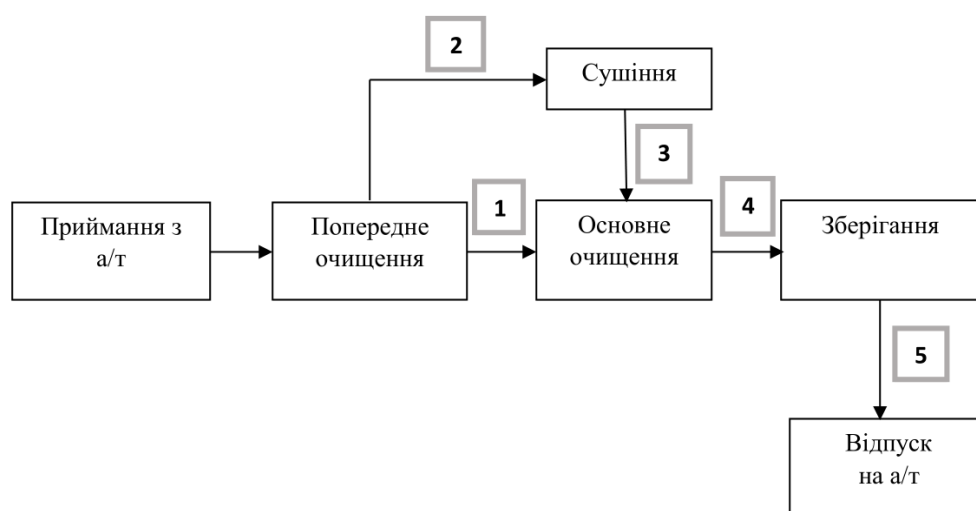 2
Сушіння
3
Приймання з
а/т
Попереднє
очищення
1
Основне
очищення
4
Зберігання
5
Відпуск
на а/т